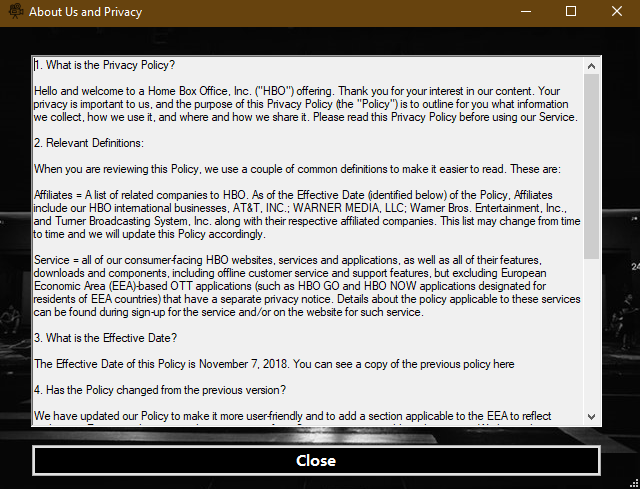 About Us and Privacy
1. What is the Privacy Policy?
Hello and welcome to a Home Box Office, Inc. ("HBO") offering. Thank you for your interest in our content. Your
privacy is important to us, and the purpose of this Privacy Policy (the "Policy") is to outline for you what information
we collect, how we use it, and where and how we share it. Please read this Privacy Policy before using our Service.
2. Relevant Definitions:
When you are reviewing this Policy, we use a couple of common definitions to make it easier to read. These are:
Affiliates = A list of related companies to HBO. As of the Effective Date (identified below) of the Policy, Affiliates
include our HBO international businesses, AT&T, INC.; WARNER MEDIA, LLC; Warner Bros. Entertainment, Inc.,
and Turner Broadcasting System, Inc. along with their respective affiliated companies. This list may change from time
to time and we will update this Policy accordingly.
Service = all of our consumer-facing HBO websites, services and applications, as well as all of their features,
downloads and components, including offline customer service and support features, but excluding European
Economic Area (EEA)-based OTT applications (such as HBO GO and HBO NOW applications designated for
residents of EEA countries) that have a separate privacy notice. Details about the policy applicable to these services
can be found during sign-up for the service and/or on the website for such service.
3. What is the Effective Date?
The Effective Date of this Policy is November 7, 2018. You can see a copy of the previous policy here
4. Has the Policy changed from the previous version?
We have updated our Policy to make it more user-friendly and to add a section applicable to the EEA to reflect
24
Close